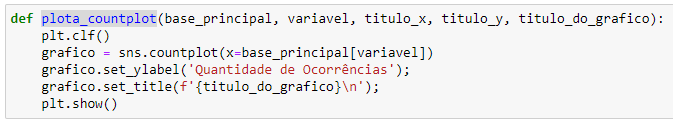 def plota_countplot(base_principal, variavel, titulo_x, titulo_y, titulo_do_grafico):
    plt.clf()
    grafico = sns.countplot(x=base_principal[variavel])
    grafico.set_ylabel('Quantidade de Ocorrências');
    grafico.set_title(f'{titulo_do_grafico}\n');
    plt.show()